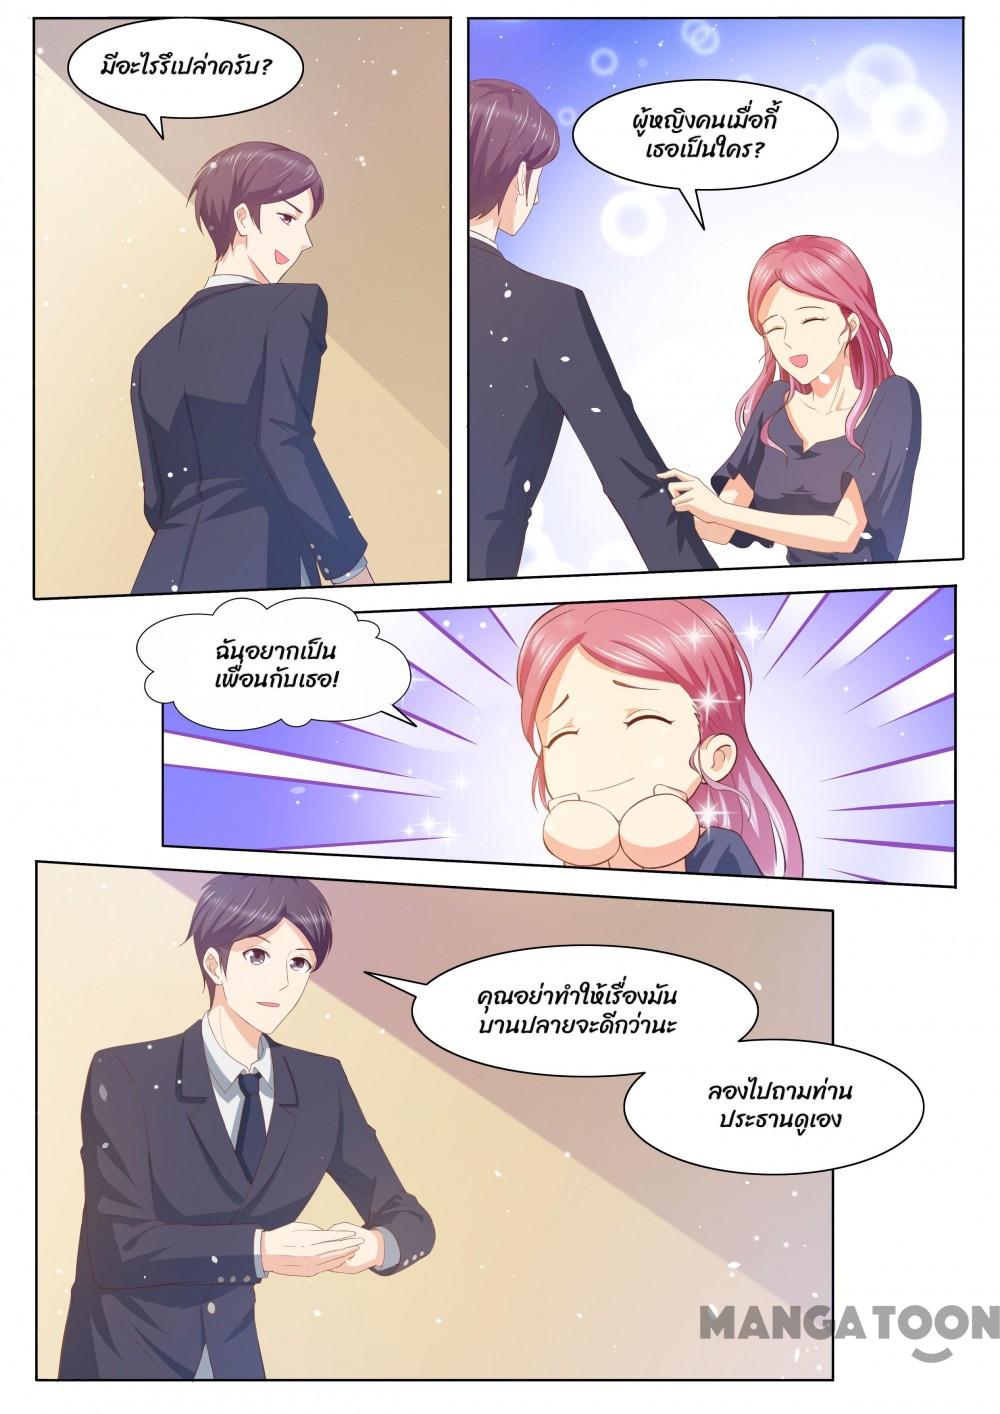 มีอะไรรึเปล่าครับ?
ผู้หญิงคนเมื่อกี้
เธอเป็นใคร?
ฉันอยากเป็น
เพื่อนกับเธอ!
คุณอย่าทำให้เรื่องมัน
บานปลายจะดีกว่านะ
ลองไปถามท่าน
ประธานดูเอง
MANGATOON